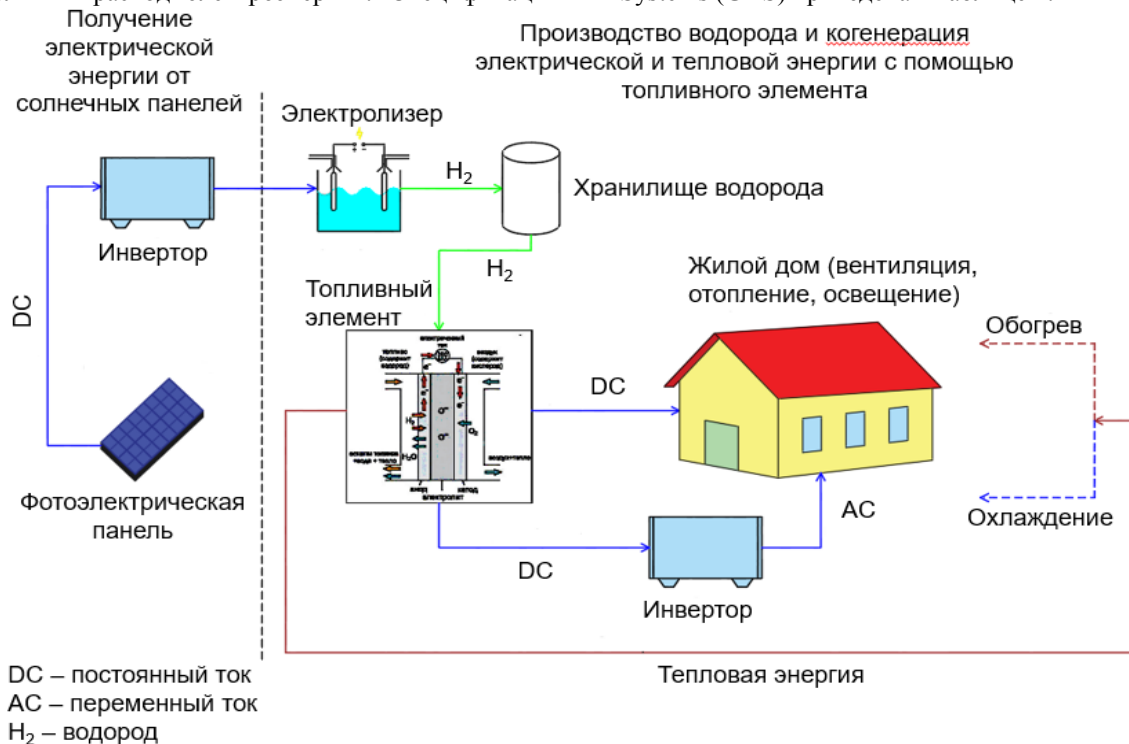 Получение
электрической
энергии от
солнечных панелей
Производство водорода и когенерация
электрической и тепловой энергии с помощью
топливного элемента
Электролизер
H₂
Хранилище водорода
Инвертор
H₂
DC
Топливный
элемент
Жилой дом (вентиляция,
отопление, освещение)
Обогрев
DC
Фотоэлектрическая
панель
AC
Охлаждение
DC
Инвертор
Тепловая энергия
DC – постоянный ток
AC – переменный ток
H₂ – водород